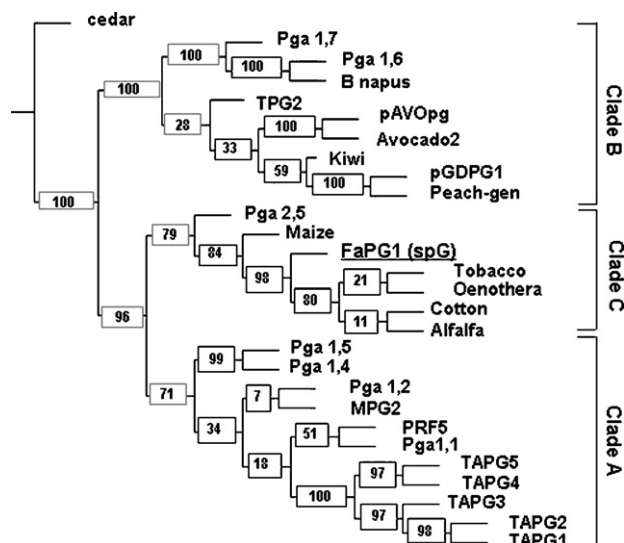 cedar
Pga 1,7
100
100
Pga 1,6
B napus
100
TPG2
28
pAVOpg
100
Avocado2
33
Kiwi
59
pGDPG1
100
Peach-gen
Clade B
100
Pga 2,5
79
Maize
84
FaPG1 (spG)
98
Tobacco
21
Oenothera
80
Cotton
11
Alfalfa
Clade C
96
Pga 1,5
99
Pga 1,4
71
Pga 1,2
7
MPG2
34
PRF5
51
Pga1,1
18
TAPG5
97
TAPG4
100
TAPG3
97
TAPG2
98
TAPG1
Clade A